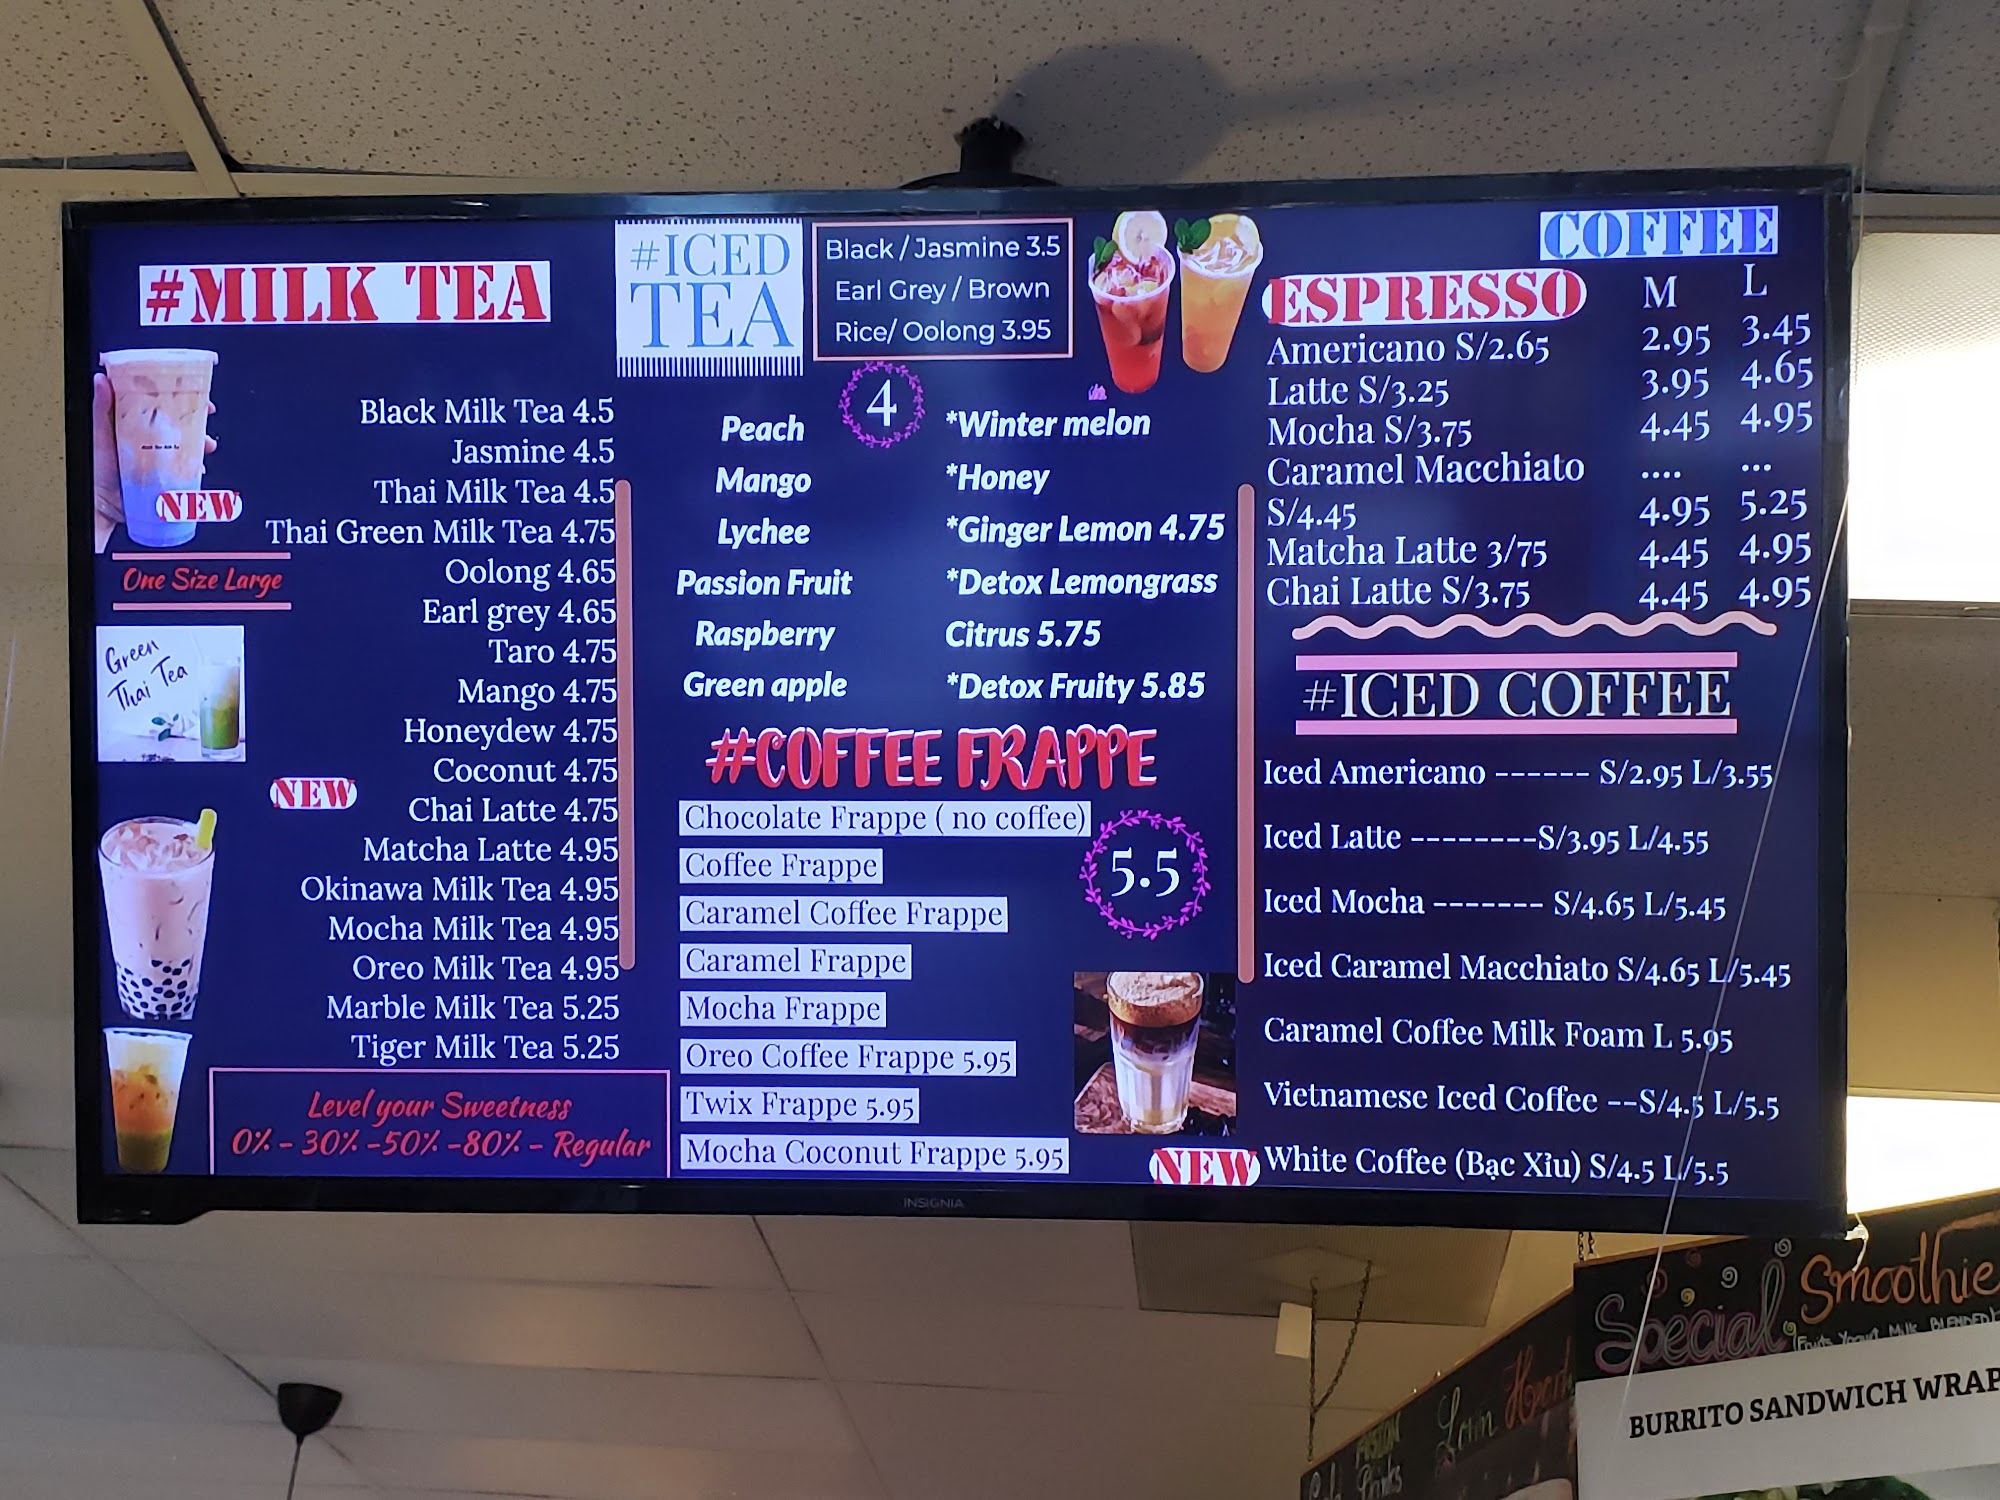 #MILK TEA
NEW
One Size Large
Green
Thai Tea
NEW
Black Milk Tea 4.5
Jasmine 4.5
Thai Milk Tea 4.5
Thai Green Milk Tea 4.75
Oolong 4.65
Earl grey 4.65
Taro 4.75
Mango 4.75
Honeydew 4.75
Coconut 4.75
Chai Latte 4.75
Matcha Latte 4.95
Okinawa Milk Tea 4.95
Mocha Milk Tea 4.95
Oreo Milk Tea 4.95
Marble Milk Tea 5.25
Tiger Milk Tea 5.25
Level your Sweetness
0% - 30% -50% -80% - Regular
#ICED
TEA
Black / Jasmine 3.5
Earl Grey / Brown
Rice/ Oolong 3.95
4
Peach
Mango
Lychee
Passion Fruit
Raspberry
Green apple
*Winter melon
*Honey
*Ginger Lemon 4.75
*Detox Lemongrass
Citrus 5.75
*Detox Fruity 5.85
#COFFEE FRAPPE
5.5
Chocolate Frappe ( no coffee)
Coffee Frappe
Caramel Coffee Frappe
Caramel Frappe
Mocha Frappe
Oreo Coffee Frappe 5.95
Twix Frappe 5.95
Mocha Coconut Frappe 5.95
COFFEE
ESPRESSO M L
Americano S/2.65 2.95 3.45
Latte S/3.25 3.95 4.65
Mocha S/3.75 4.45 4.95
Caramel Macchiato .... ...
S/4.45 4.95 5.25
Matcha Latte 3/75 4.45 4.95
Chai Latte S/3.75 4.45 4.95
#ICED COFFEE
Iced Americano ------ S/2.95 L/3.55
Iced Latte --------S/3.95 L/4.55
Iced Mocha ------- S/4.65 L/5.45
Iced Caramel Macchiato S/4.65 L/5.45
Caramel Coffee Milk Foam L 5.95
Vietnamese Iced Coffee --S/4.5 L/5.5
NEW White Coffee (Bạc Xỉu) S/4.5 L/5.5
INSIGNIA
Special Smoothie
BLENDED
BURRITO SANDWICH WRAP